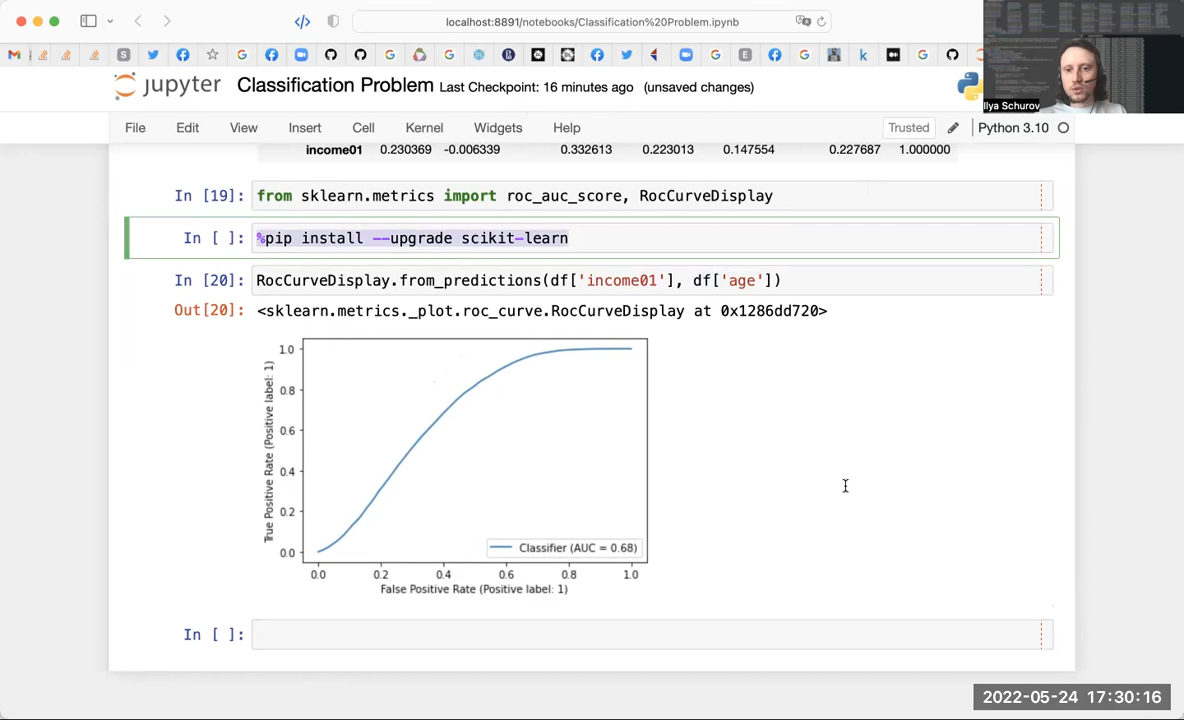 localhost:8891/notebooks/Classification%20Problem.ipynb
jupyter Classification Problem Last Checkpoint: 16 minutes ago (unsaved changes)
Ilya Schurov
File Edit View Insert Cell Kernel Widgets Help Trusted Python 3.10
income01 0.230369 -0.006339 0.332613 0.223013 0.147554 0.227687 1.000000
In [19]: from sklearn.metrics import roc_auc_score, RocCurveDisplay
In [ ]: %pip install --upgrade scikit-learn
In [20]: RocCurveDisplay.from_predictions(df['income01'], df['age'])
Out[20]: <sklearn.metrics._plot.roc_curve.RocCurveDisplay at 0x1286dd720>
True Positive Rate (Positive label: 1)
1.0
0.8
0.6
0.4
0.2
0.0
Classifier (AUC = 0.68)
0.0 0.2 0.4 0.6 0.8 1.0
False Positive Rate (Positive label: 1)
In [ ]:
2022-05-24 17:30:16